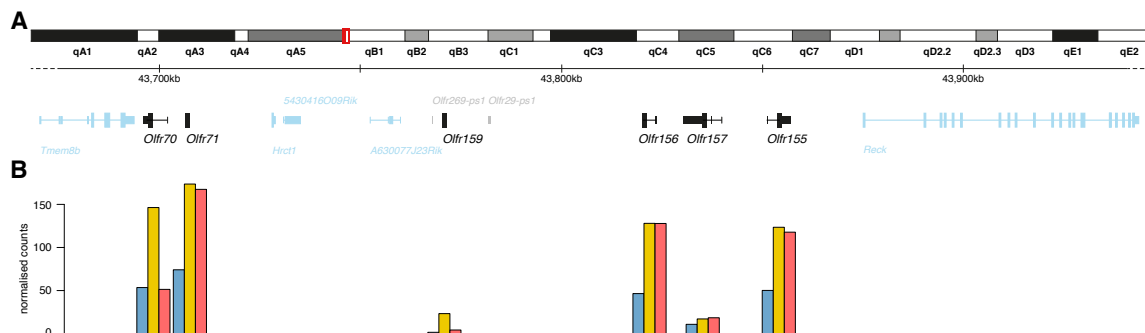 A
qA1 qA2 qA3 qA4 qA5 qB1 qB2 qB3 qC1 qC3 qC4 qC5 qC6 qC7 qD1 qD2.2 qD2.3 qD3 qE1 qE2
43,700kb 43,800kb 43,900kb
5430416O09Rik Olfr269-ps1 Olfr29-ps1
Olfr70 Olfr71 Olfr159 Olfr156 Olfr157 Olfr155
Tmem8b Hrct1 A630077J23Rik Reck
B
normalised counts
150
100
50
0